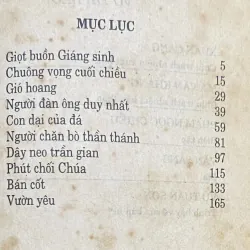 MỤC LỤC
Giọt buồn Giáng sinh 5
Chuông vọng cuối chiều 15
Gió hoang 29
Người đàn ông duy nhất 39
Con dại của đá 59
Người chăn bò thần thánh 81
Dây neo trần gian 97
Phút chối Chúa 115
Bán cốt 133
Vườn yêu 165